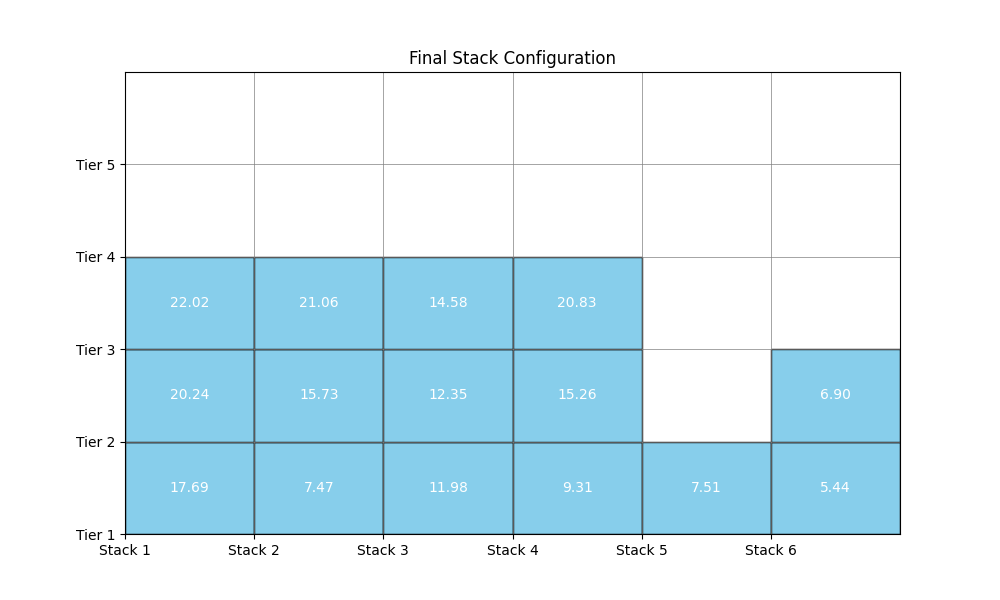 Final Stack Configuration
Tier 5
Tier 4
22.02 21.06 14.58 20.83
Tier 3
20.24 15.73 12.35 15.26 6.90
Tier 2
17.69 7.47 11.98 9.31 7.51 5.44
Tier 1
Stack 1 Stack 2 Stack 3 Stack 4 Stack 5 Stack 6